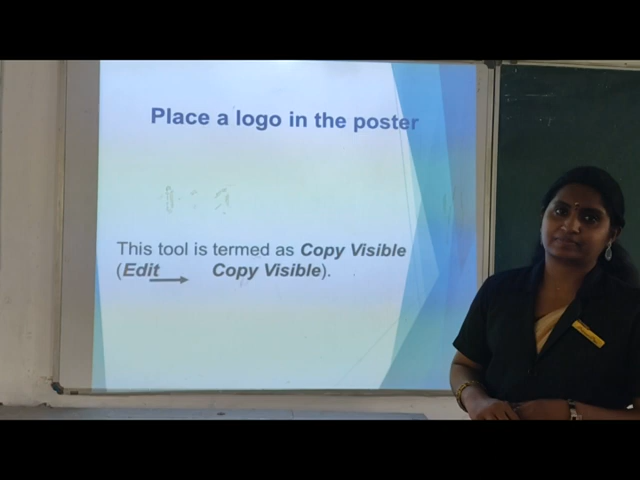 Place a logo in the poster
This tool is termed as Copy Visible
(Edit → Copy Visible).